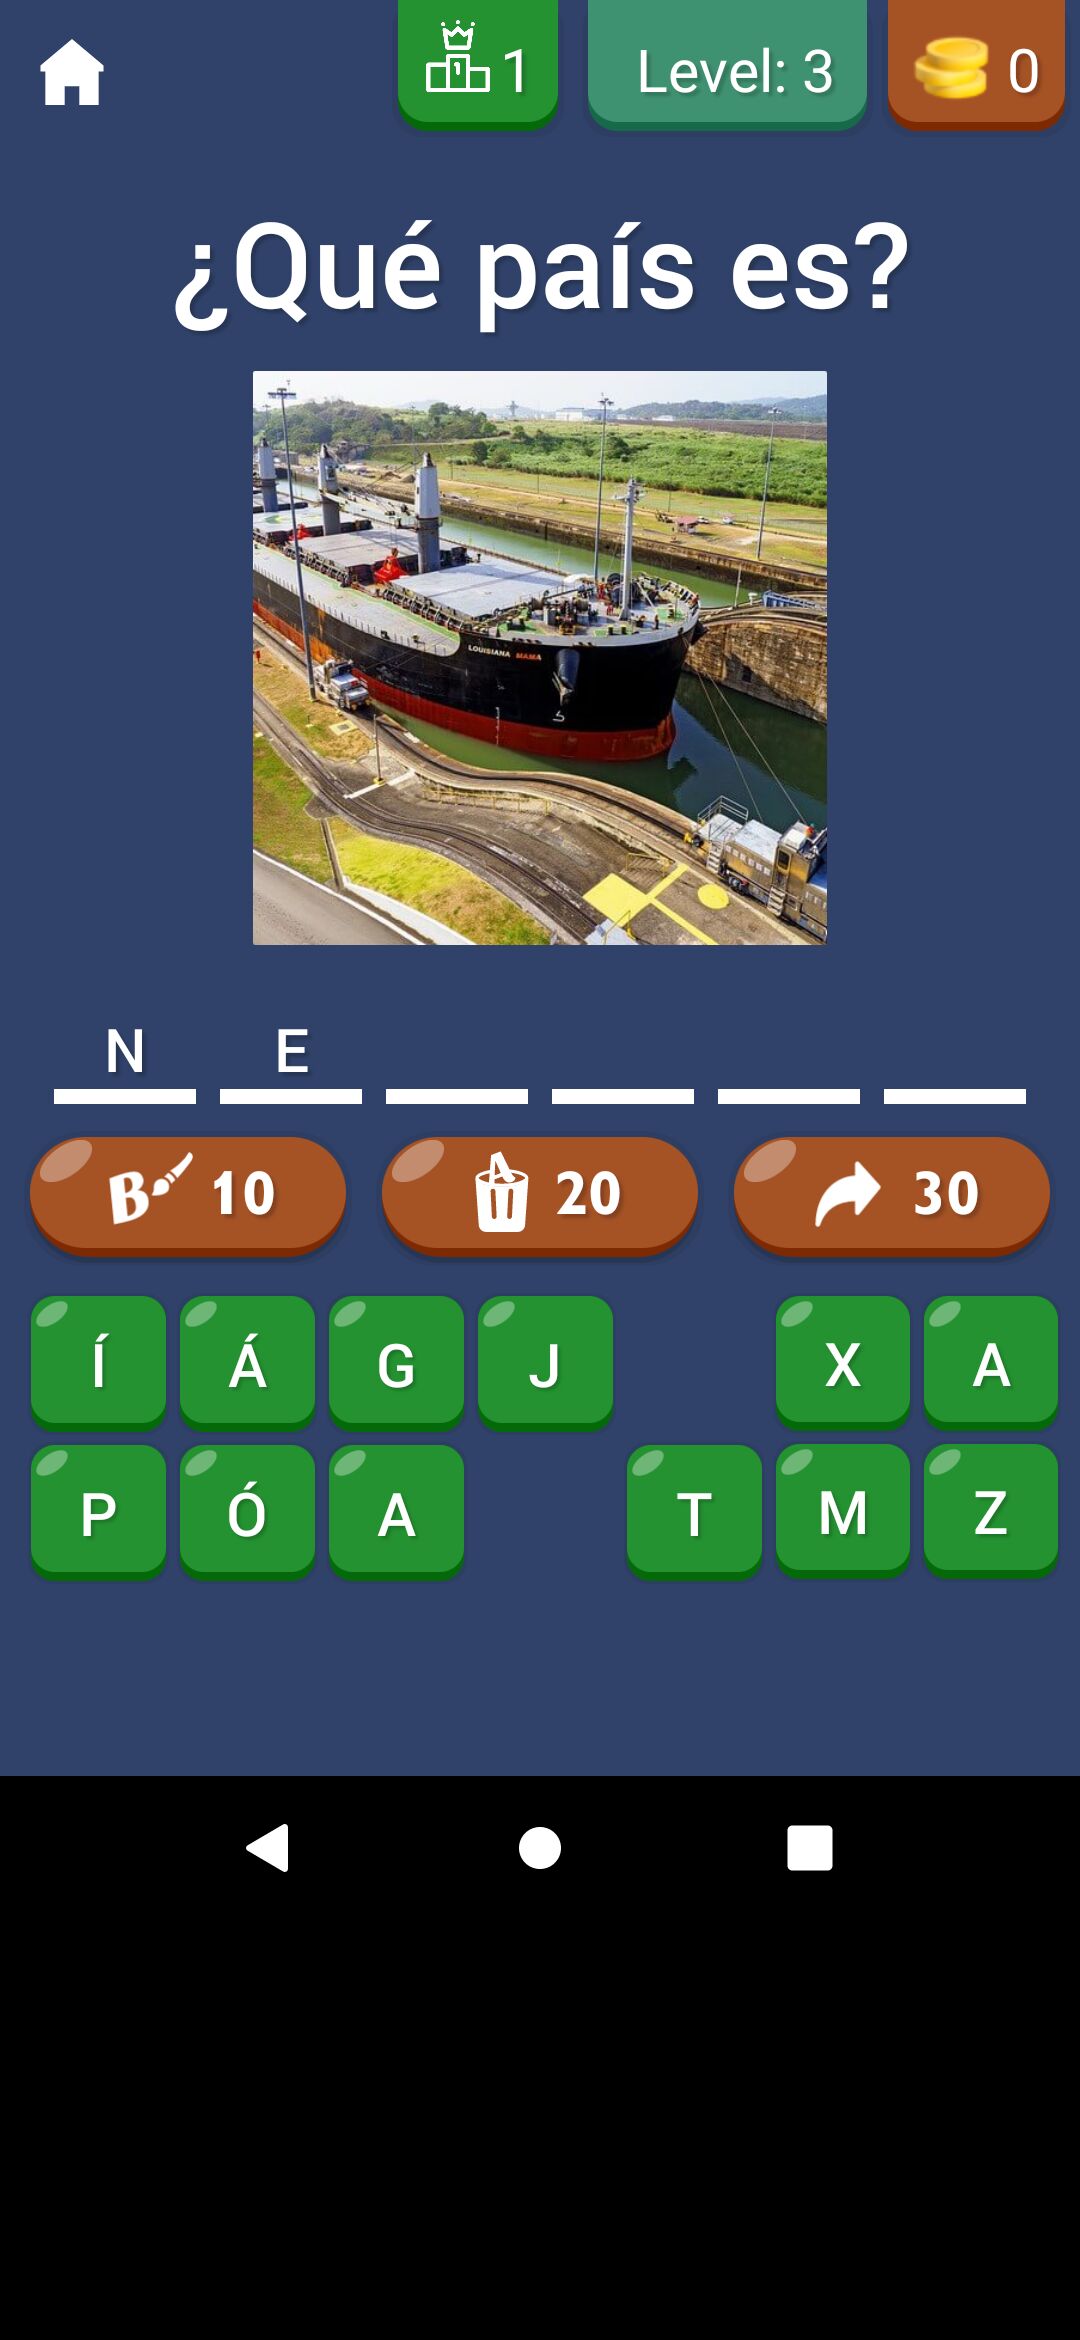 1 Level: 3 0
¿Qué país es?
LOUISIANA MAMA
N E
B 10 20 30
Í Á G J X A
P Ó A T M Z